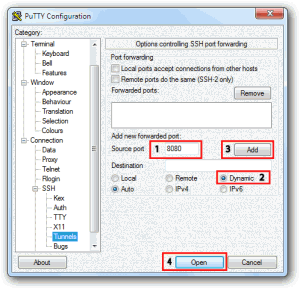 PuTTY Configuration
Category:
Terminal
Keyboard
Bell
Features
Window
Appearance
Behaviour
Translation
Selection
Colours
Connection
Data
Proxy
Telnet
Rlogin
SSH
Kex
Auth
TTY
X11
Tunnels
Bugs
Options controlling SSH port forwarding
Port forwarding
Local ports accept connections from other hosts
Remote ports do the same (SSH-2 only)
Forwarded ports:
Remove
Add new forwarded port:
Source port 1 8080 3 Add
Destination
Local Remote Dynamic 2
Auto IPv4 IPv6
About 4 Open Cancel